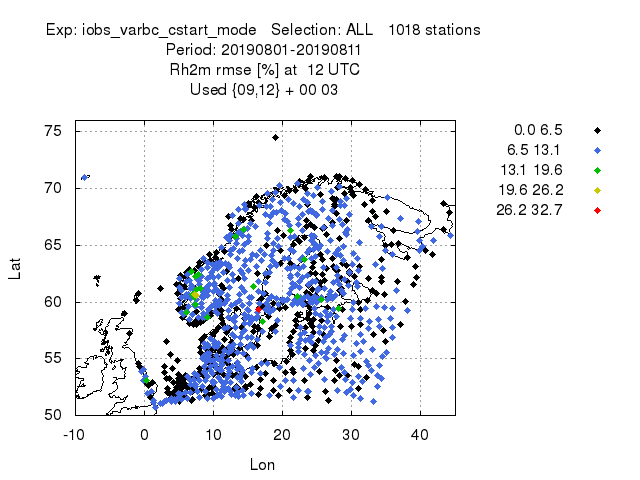 Exp: iobs_varbc_cstart_mode   Selection: ALL   1018 stations
Period: 20190801-20190811
Rh2m rmse [%] at  12 UTC
Used {09,12} + 00 03
0.0 6.5
6.5 13.1
13.1 19.6
19.6 26.2
26.2 32.7
75
70
65
60
55
50
Lat
-10 0 10 20 30 40
Lon